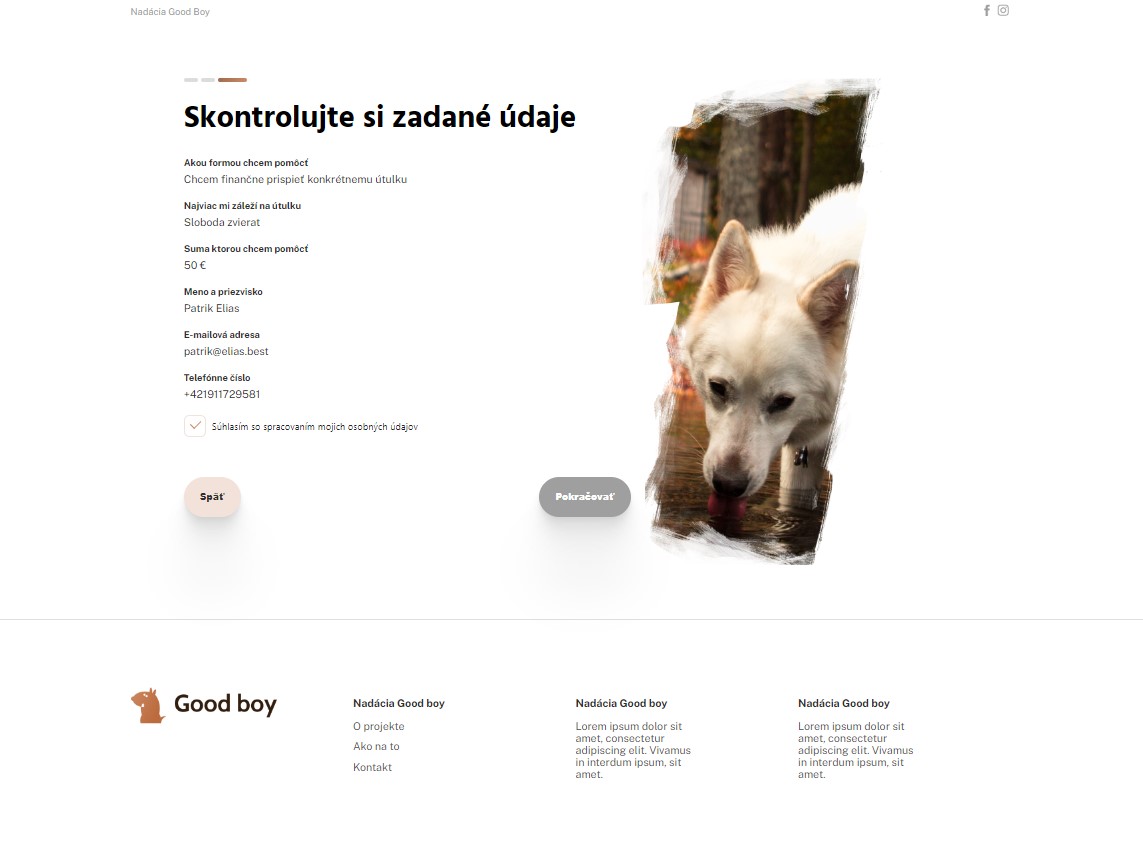 Nadácia Good Boy
Skontrolujte si zadané údaje
Akou formou chcem pomôcť
Chcem finančne prispieť konkrétnemu útulku
Najviac mi záleží na útulku
Sloboda zvierat
Suma ktorou chcem pomôcť
50 €
Meno a priezvisko
Patrik Elias
E-mailová adresa
patrik@elias.best
Telefónne číslo
+421911729581
Súhlasím so spracovaním mojich osobných údajov
Späť
Pokračovať
Good boy
Nadácia Good boy
O projekte
Ako na to
Kontakt
Nadácia Good boy
Lorem ipsum dolor sit
amet, consectetur
adipiscing elit. Vivamus
in interdum ipsum, sit
amet.
Nadácia Good boy
Lorem ipsum dolor sit
amet, consectetur
adipiscing elit. Vivamus
in interdum ipsum, sit
amet.